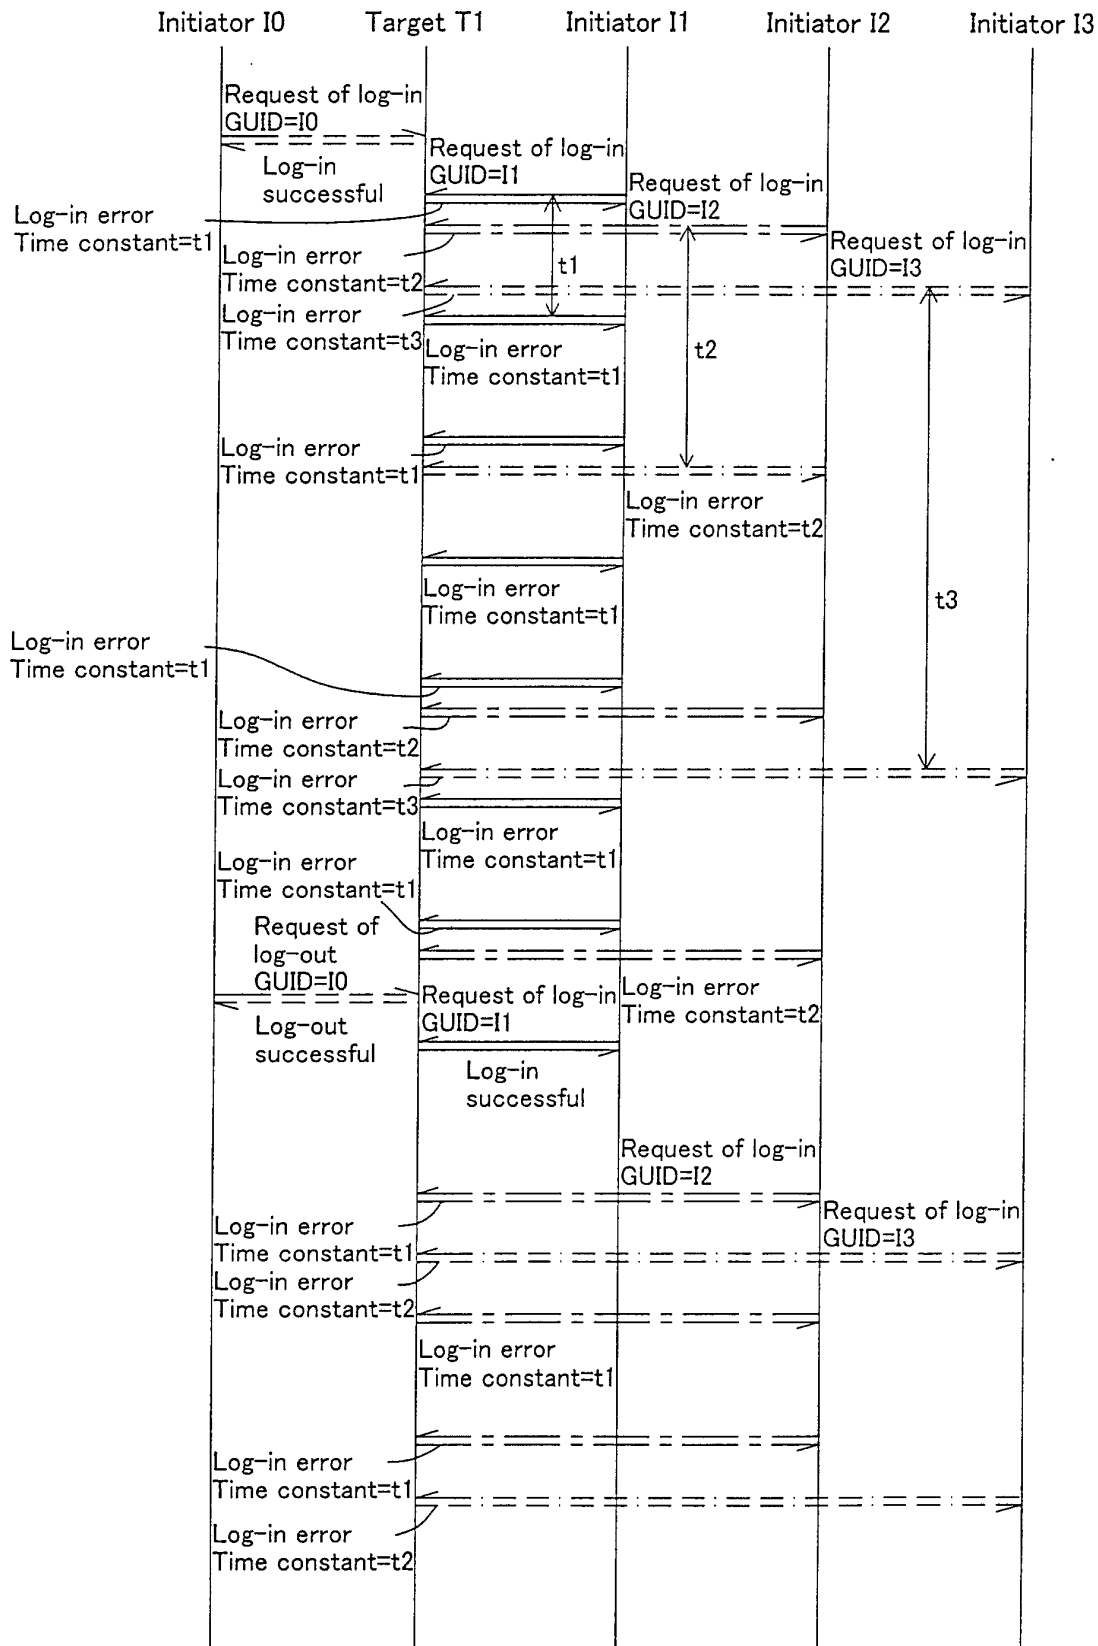 Initiator I0
Target T1
Initiator I1
Initiator I2
Initiator I3
Request of log-in
GUID=I0
Log-in
successful
Request of log-in
GUID=I1
Request of log-in
GUID=I2
Log-in error
Time constant=t1
Request of log-in
GUID=I3
Log-in error
Time constant=t2
t1
Log-in error
Time constant=t3
Log-in error
Time constant=t1
t2
Log-in error
Time constant=t1
Log-in error
Time constant=t2
Log-in error
Time constant=t1
t3
Log-in error
Time constant=t1
Log-in error
Time constant=t2
Log-in error
Time constant=t3
Log-in error
Time constant=t1
Log-in error
Time constant=t1
Request of
log-out
GUID=I0
Log-out
successful
Request of log-in
GUID=I1
Log-in error
Time constant=t2
Log-in
successful
Request of log-in
GUID=I2
Request of log-in
GUID=I3
Log-in error
Time constant=t1
Log-in error
Time constant=t2
Log-in error
Time constant=t1
Log-in error
Time constant=t1
Log-in error
Time constant=t2